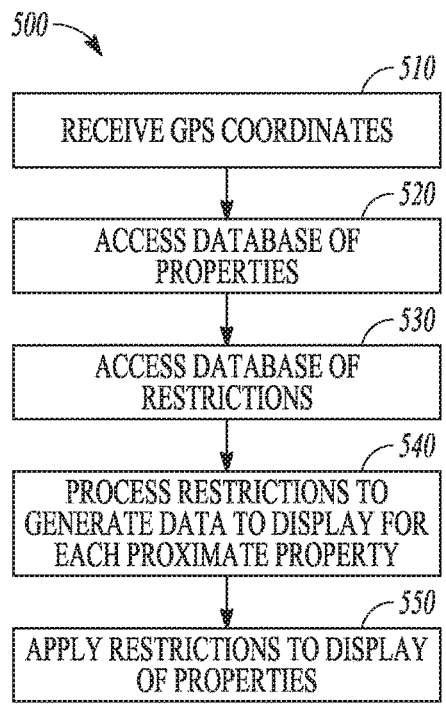 500
510
RECEIVE GPS COORDINATES
520
ACCESS DATABASE OF
PROPERTIES
530
ACCESS DATABASE OF
RESTRICTIONS
540
PROCESS RESTRICTIONS TO
GENERATE DATA TO DISPLAY FOR
EACH PROXIMATE PROPERTY
550
APPLY RESTRICTIONS TO DISPLAY
OF PROPERTIES